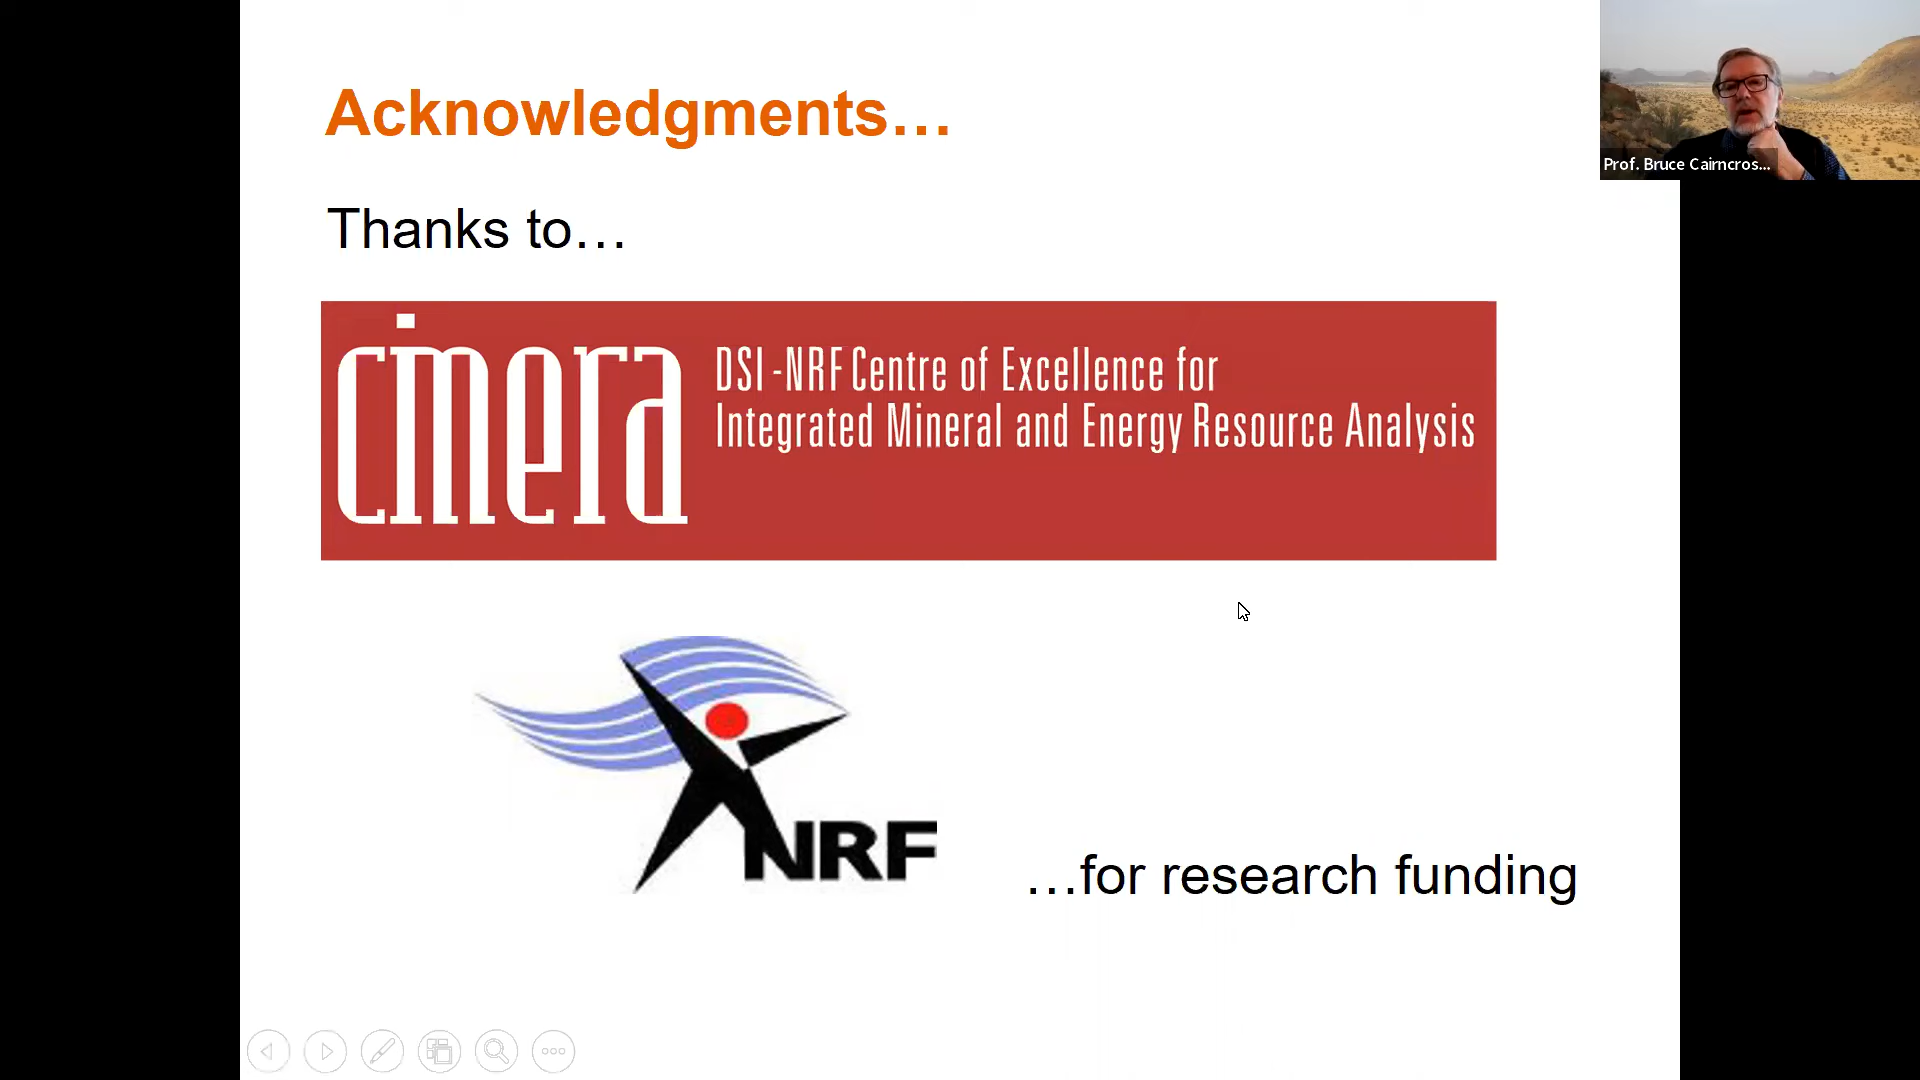 Acknowledgments…
Prof. Bruce Cairncros...
Thanks to…
cimera
DSI -NRF Centre of Excellence for
Integrated Mineral and Energy Resource Analysis
NRF
…for research funding